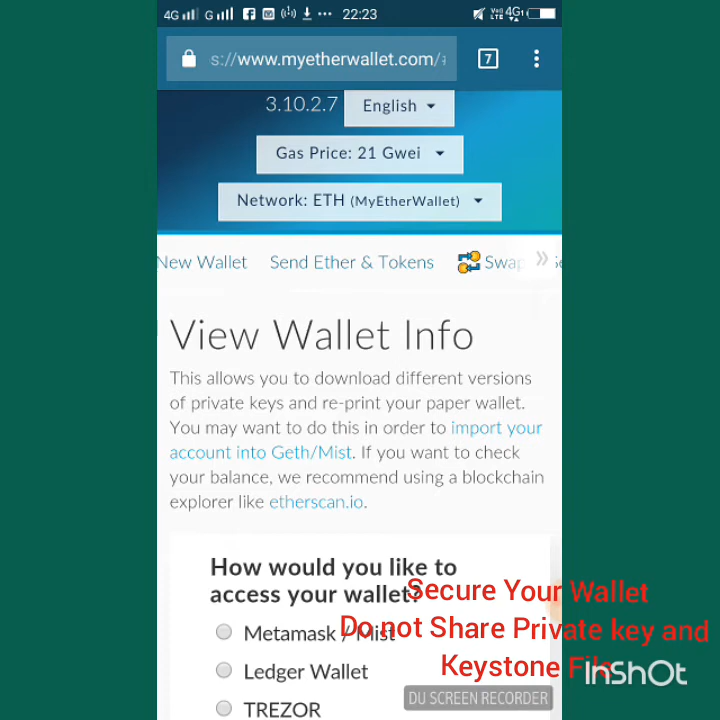 4G G 22:23 VoLTE 4G
s://www.myetherwallet.com/ 7
3.10.2.7 English
Gas Price: 21 Gwei
Network: ETH (MyEtherWallet)
New Wallet Send Ether & Tokens Swap »
View Wallet Info
This allows you to download different versions
of private keys and re-print your paper wallet.
You may want to do this in order to import your
account into Geth/Mist. If you want to check
your balance, we recommend using a blockchain
explorer like etherscan.io.
How would you like to
access your wallet?
Secure Your Wallet
Metamask / Mist
Do not Share Private key and
Ledger Wallet
Keystone File
InShOt
DU SCREEN RECORDER
TREZOR